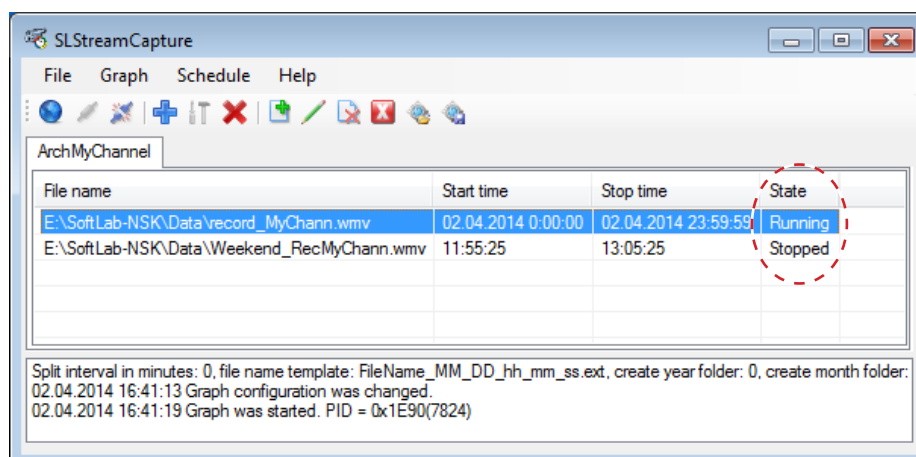 SLStreamCapture
File Graph Schedule Help
ArchMyChannel
File name Start time Stop time State
E:\SoftLab-NSK\Data\record_MyChann.wmv 02.04.2014 0:00:00 02.04.2014 23:59:59 Running
E:\SoftLab-NSK\Data\Weekend_RecMyChann.wmv 11:55:25 13:05:25 Stopped
Split interval in minutes: 0, file name template: FileName_MM_DD_hh_mm_ss.ext, create year folder: 0, create month folder:
02.04.2014 16:41:13 Graph configuration was changed.
02.04.2014 16:41:19 Graph was started. PID = 0x1E90(7824)